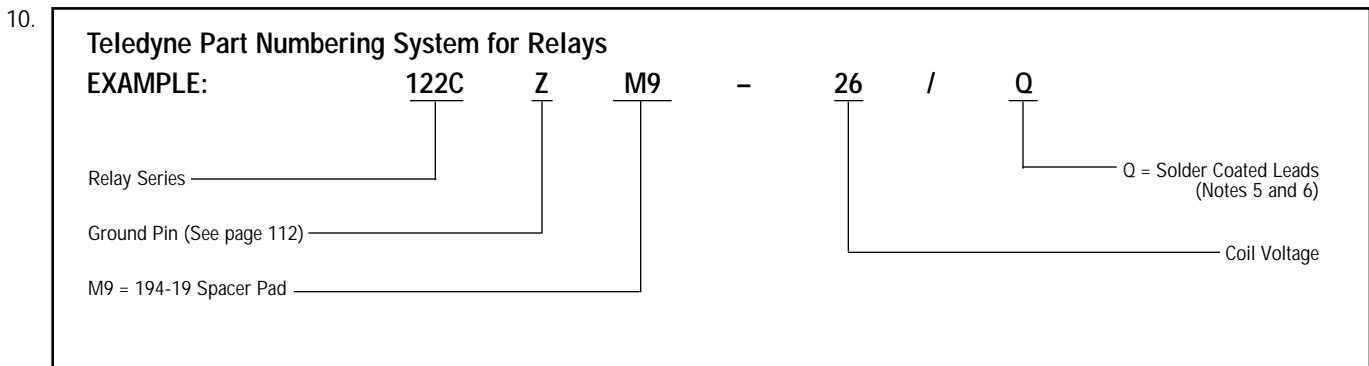 10.
Teledyne Part Numbering System for Relays
EXAMPLE: 122C Z M9 – 26 / Q
Relay Series
Q = Solder Coated Leads
(Notes 5 and 6)
Ground Pin (See page 112)
Coil Voltage
M9 = 194-19 Spacer Pad